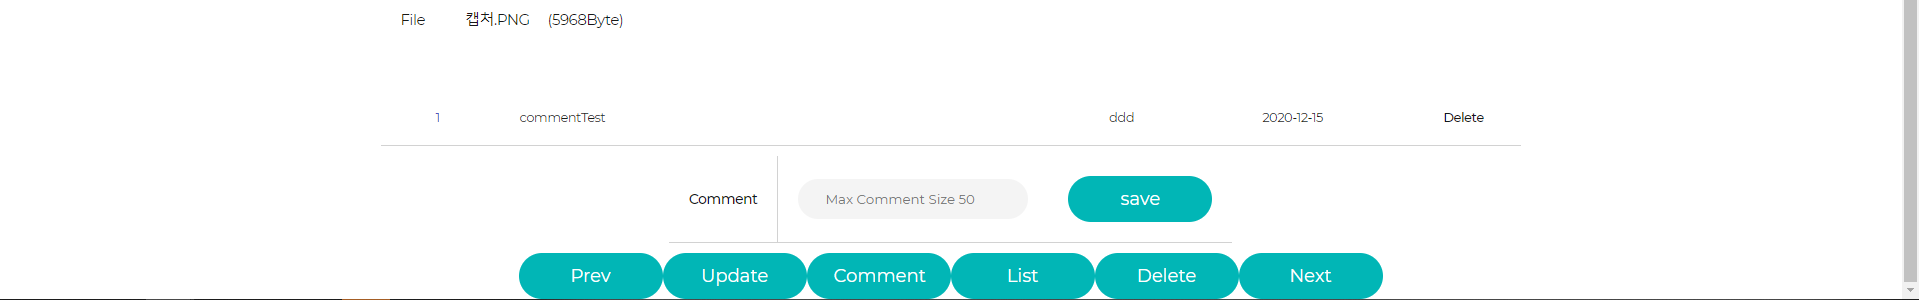 File 캡처.PNG (5968Byte)
1 commentTest ddd 2020-12-15 Delete
Comment Max Comment Size 50 save
Prev Update Comment List Delete Next